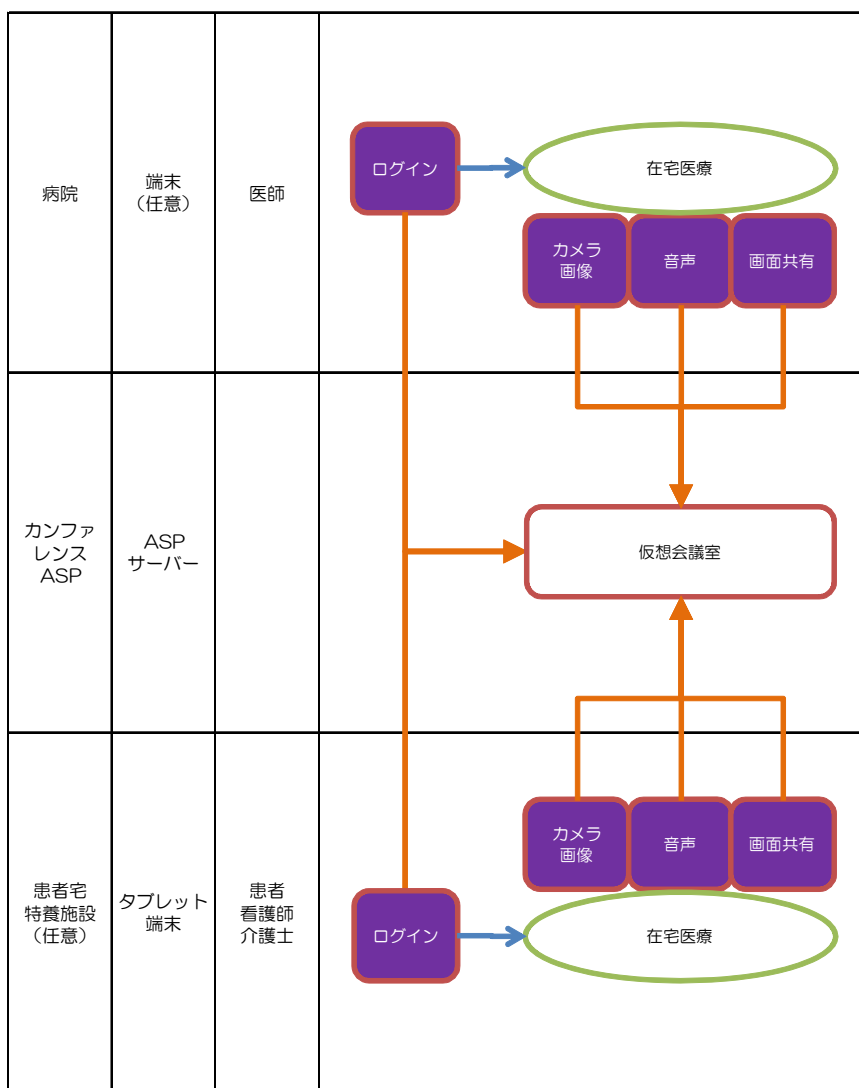 病院
端末
（任意）
医師
ログイン
在宅医療
カメラ
画像
音声
画面共有
カンファ
レンス
ASP
ASP
サーバー
仮想会議室
患者宅
特養施設
（任意）
タブレット
端末
患者
看護師
介護士
カメラ
画像
音声
画面共有
ログイン
在宅医療